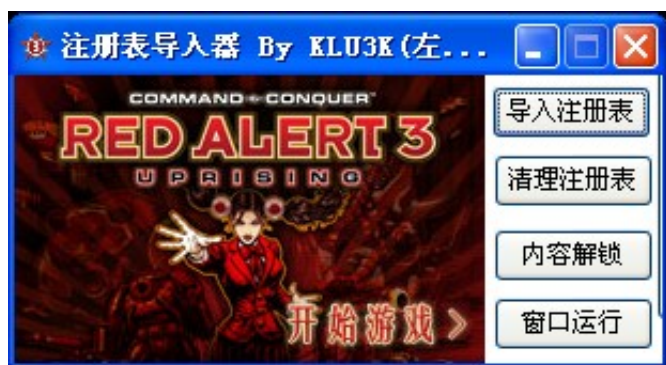 注册表导入器 By KLU3K(左...
COMMAND & CONQUER
RED ALERT 3
UPRISING
开始游戏 >
导入注册表
清理注册表
内容解锁
窗口运行